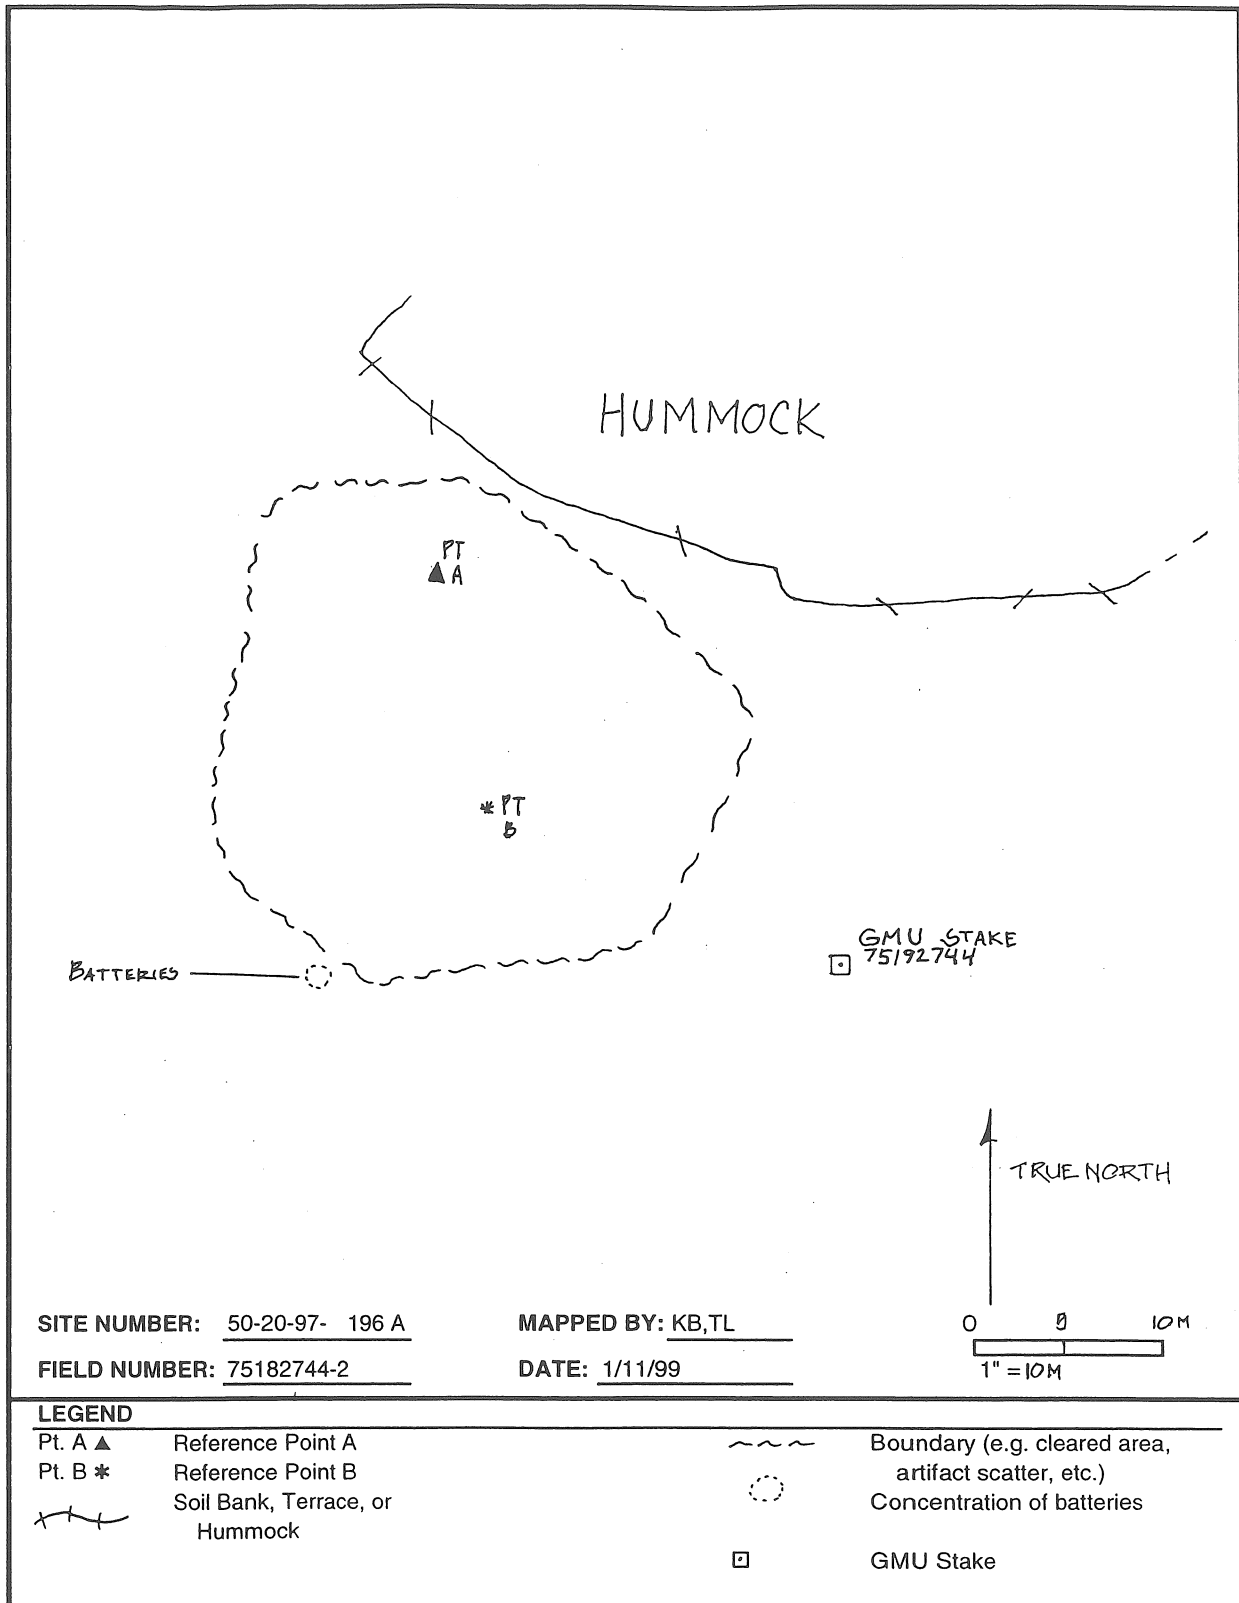 HUMMOCK
PT
A
PT
B
GMU STAKE
75192744
BATTERIES
TRUE NORTH
SITE NUMBER: 50-20-97- 196 A
MAPPED BY: KB,TL
0 10M
FIELD NUMBER: 75182744-2
DATE: 1/11/99
1" = 10M
LEGEND
Pt. A Reference Point A
Pt. B Reference Point B
Soil Bank, Terrace, or
Hummock
Boundary (e.g. cleared area,
artifact scatter, etc.)
Concentration of batteries
GMU Stake